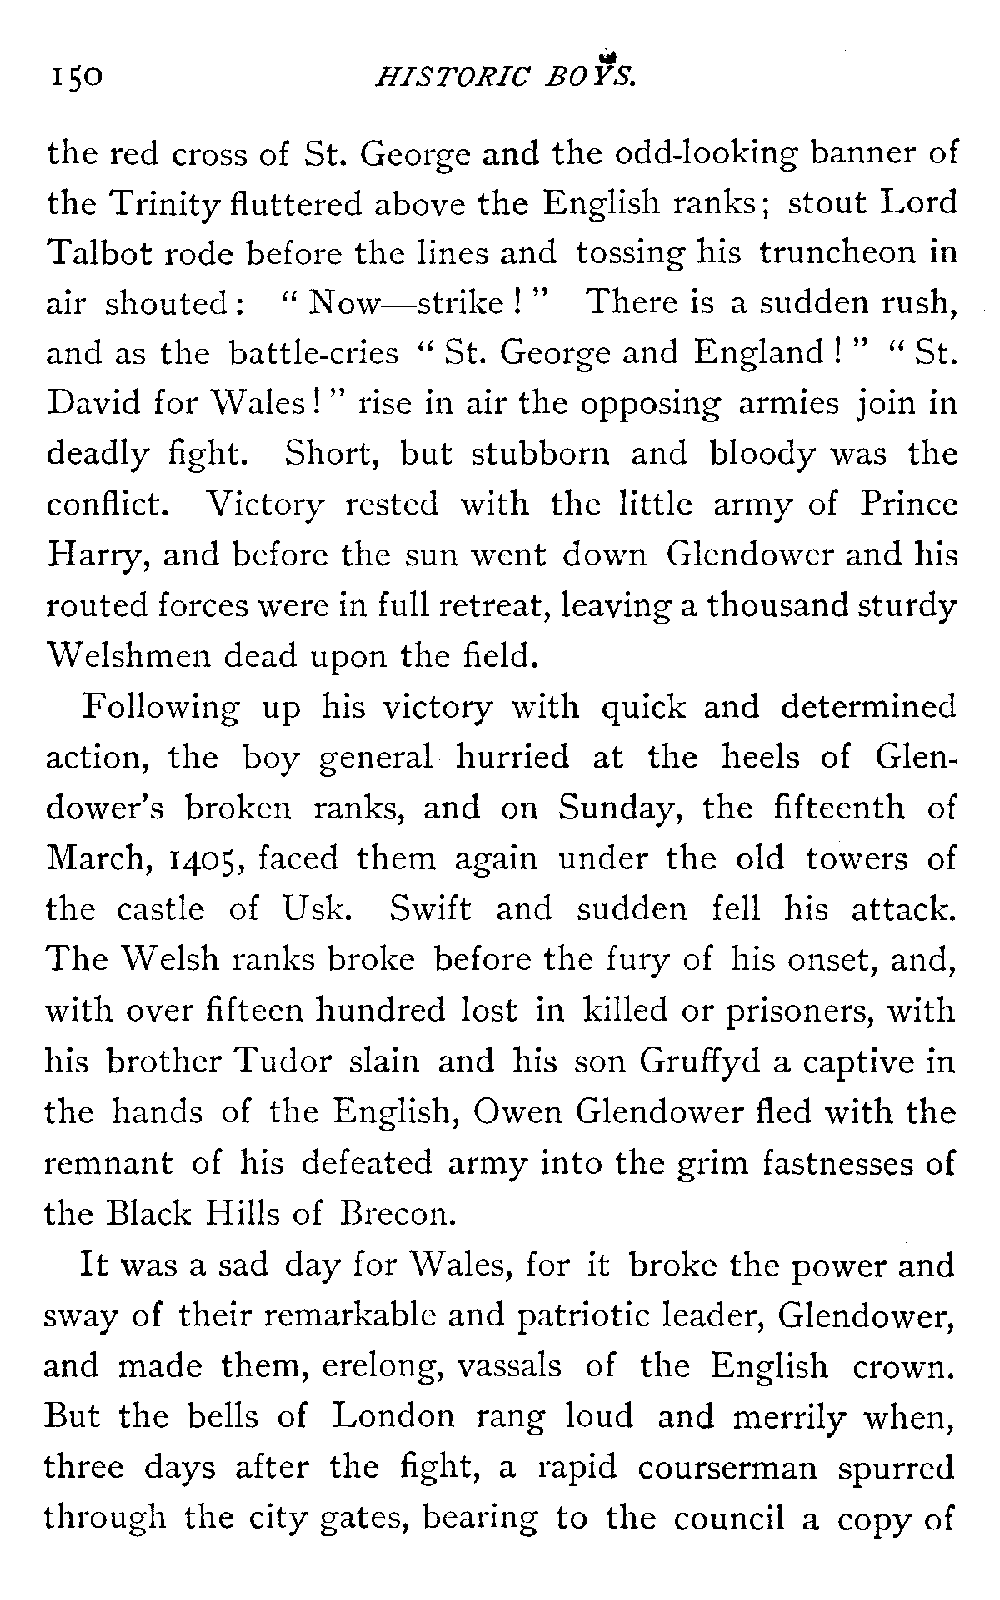 150 HISTORIC BOYS.
the red cross of St. George and the odd-looking banner of
the Trinity fluttered above the English ranks; stout Lord
Talbot rode before the lines and tossing his truncheon in
air shouted: “ Now—strike ! ” There is a sudden rush,
and as the battle-cries “ St. George and England ! ” “ St.
David for Wales ! ” rise in air the opposing armies join in
deadly fight. Short, but stubborn and bloody was the
conflict. Victory rested with the little army of Prince
Harry, and before the sun went down Glendower and his
routed forces were in full retreat, leaving a thousand sturdy
Welshmen dead upon the field.
Following up his victory with quick and determined
action, the boy general hurried at the heels of Glen-
dower's broken ranks, and on Sunday, the fifteenth of
March, 1405, faced them again under the old towers of
the castle of Usk. Swift and sudden fell his attack.
The Welsh ranks broke before the fury of his onset, and,
with over fifteen hundred lost in killed or prisoners, with
his brother Tudor slain and his son Gruffyd a captive in
the hands of the English, Owen Glendower fled with the
remnant of his defeated army into the grim fastnesses of
the Black Hills of Brecon.
It was a sad day for Wales, for it broke the power and
sway of their remarkable and patriotic leader, Glendower,
and made them, erelong, vassals of the English crown.
But the bells of London rang loud and merrily when,
three days after the fight, a rapid courserman spurred
through the city gates, bearing to the council a copy of